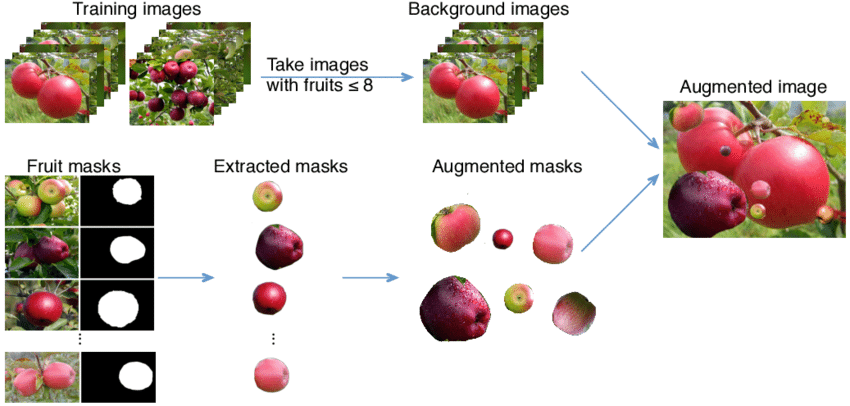 Training images
Background images
Take images
with fruits ≤ 8
Augmented image
Fruit masks
Extracted masks
Augmented masks